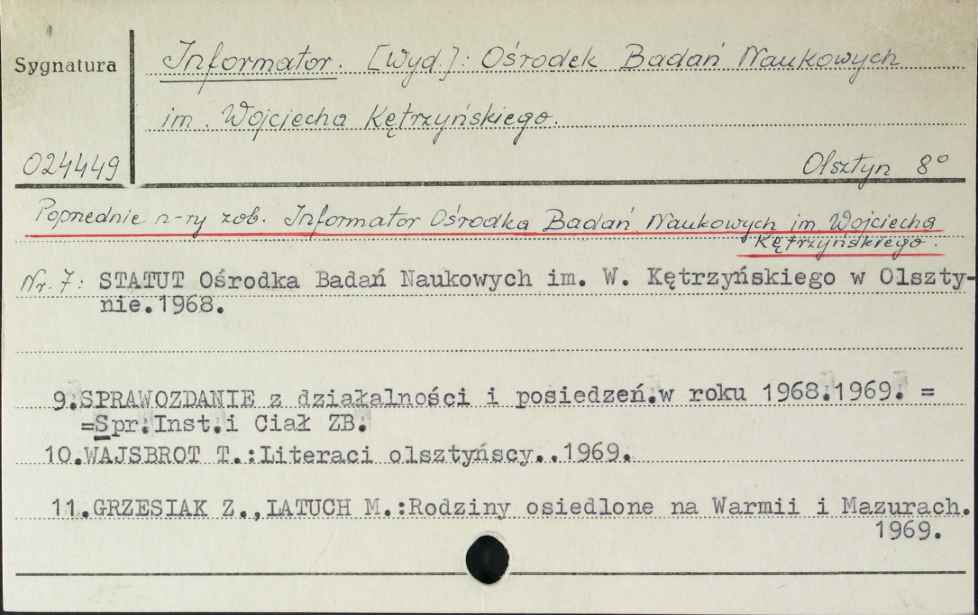 Sygnatura
Informator. [Wyd.]: Ośrodek Badań Naukowych
im. Wojciecha Kętrzyńskiego.
024449
Olsztyn 8°
Poprzednie n-ry zob. Informator Ośrodka Badań Naukowych im Wojciecha
Kętrzyńskiego.
Nr. 7: STATUT Ośrodka Badań Naukowych im. W. Kętrzyńskiego w Olszty-
nie.1968.
9.SPRAWOZDANIE z działalności i posiedzeń.w roku 1968.1969. =
=Spr.Inst.i Ciał ZB.
10.WAJSBROT T.:Literaci olsztyńscy..1969.
11.GRZESIAK Z.,ŁATUCH M.:Rodziny osiedlone na Warmii i Mazurach.
1969.